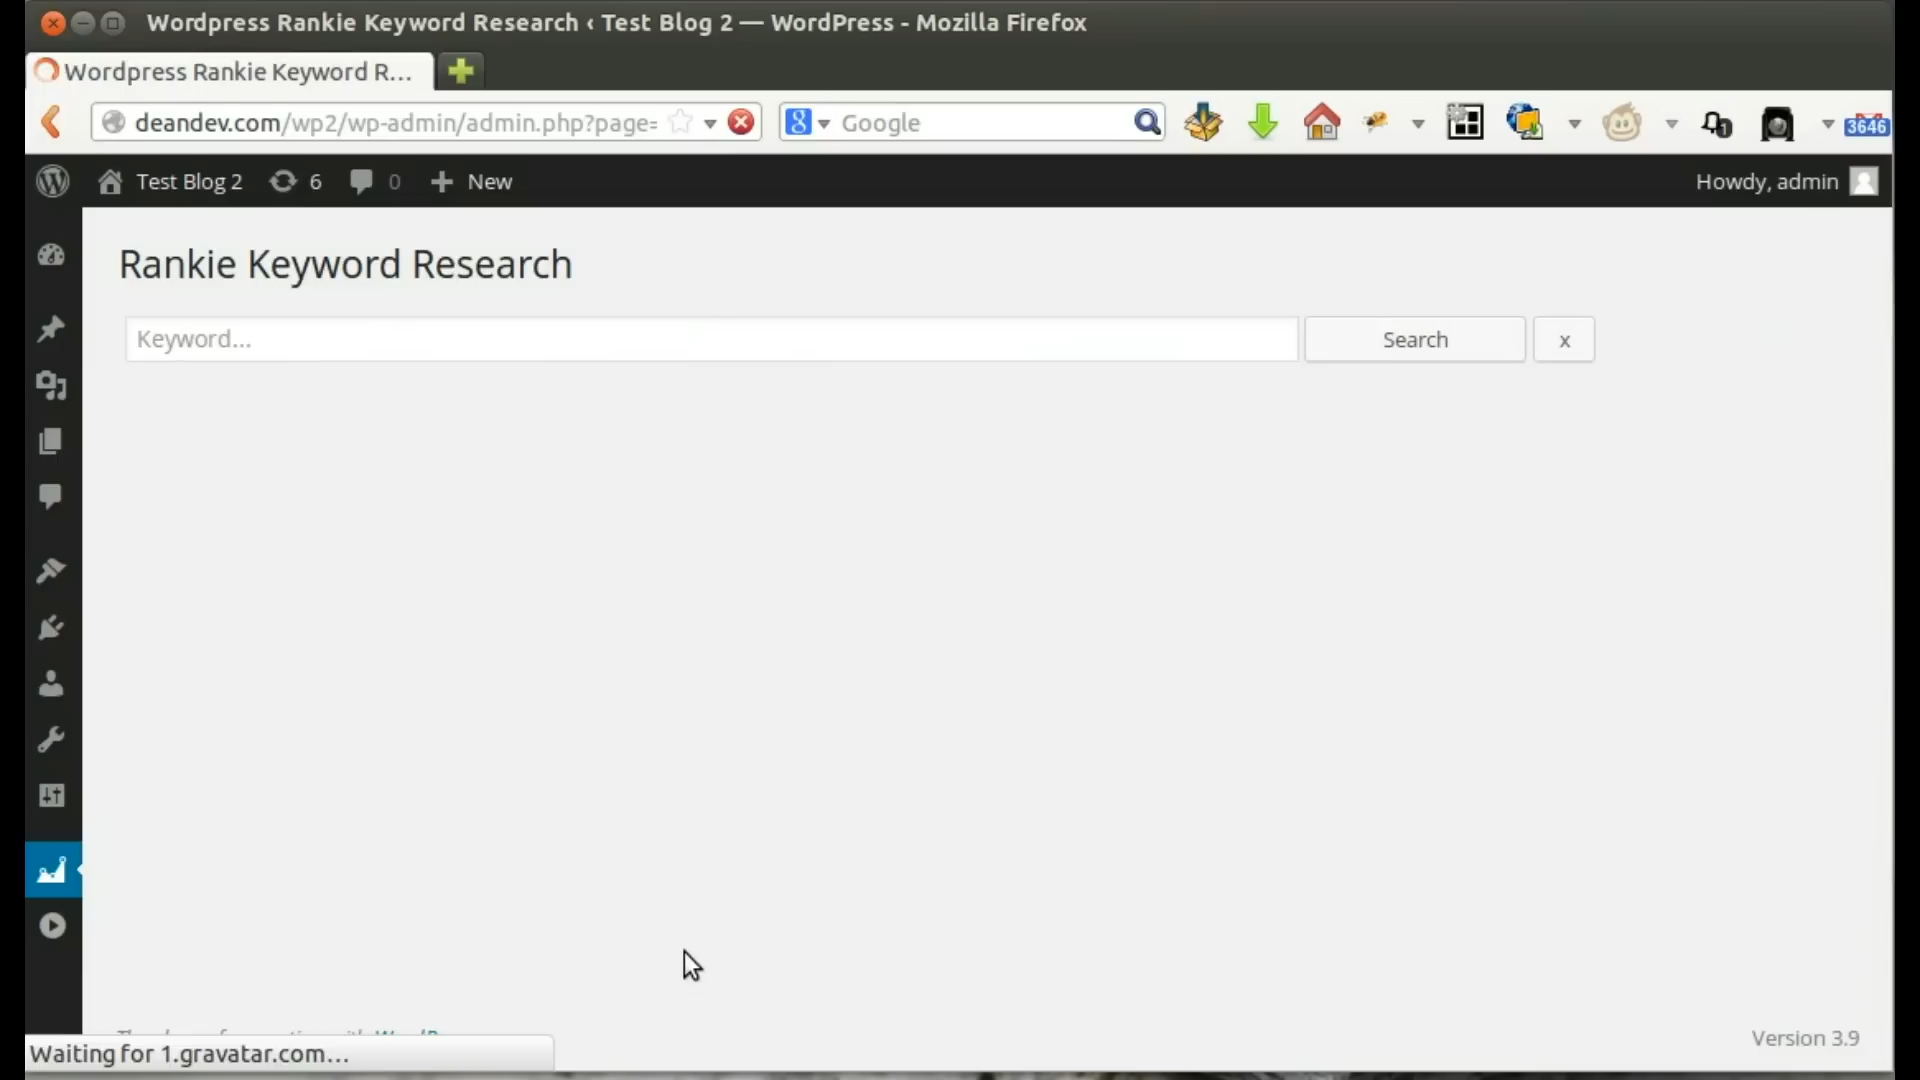 Wordpress Rankie Keyword Research ‹ Test Blog 2 — WordPress - Mozilla Firefox
Wordpress Rankie Keyword R...
deandev.com/wp2/wp-admin/admin.php?page=
8 Google
1
3646
Test Blog 2 6 0 New
Howdy, admin
Rankie Keyword Research
Keyword... Search x
Version 3.9
Waiting for 1.gravatar.com...